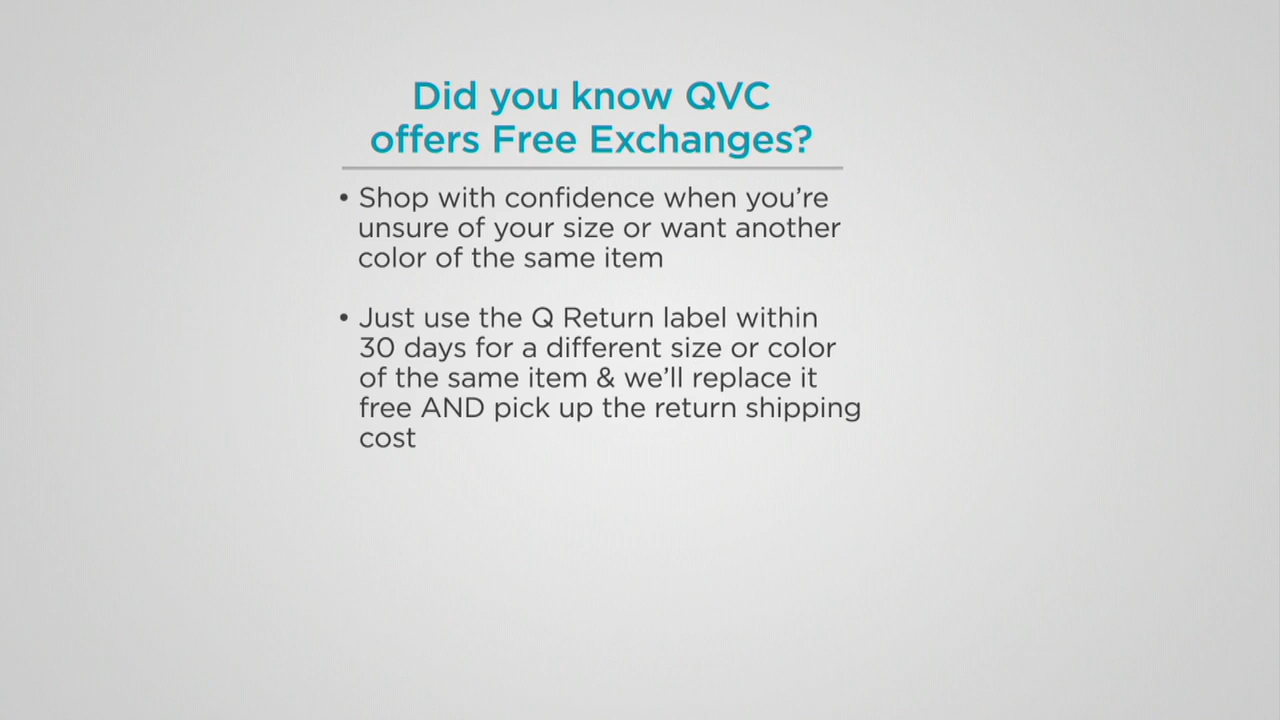 Did you know QVC
offers Free Exchanges?
• Shop with confidence when you’re
unsure of your size or want another
color of the same item
• Just use the Q Return label within
30 days for a different size or color
of the same item & we’ll replace it
free AND pick up the return shipping
cost